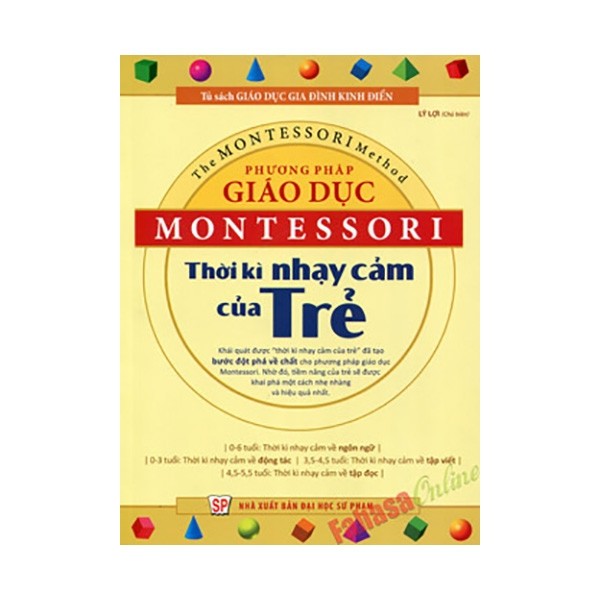 Tủ sách GIÁO DỤC GIA ĐÌNH KINH ĐIỂN
LÝ LỢI (Chủ biên)
The MONTESSORI Method
PHƯƠNG PHÁP
GIÁO DỤC
MONTESSORI
Thời kì nhạy cảm
của Trẻ
Khái quát được "thời kì nhạy cảm của trẻ" đã tạo
bước đột phá về chất cho phương pháp giáo dục
Montessori. Nhờ đó, tiềm năng của trẻ sẽ được
khai phá một cách nhẹ nhàng
và hiệu quả nhất.
| 0-6 tuổi: Thời kì nhạy cảm về ngôn ngữ |
| 0-3 tuổi: Thời kì nhạy cảm về động tác | 3,5-4,5 tuổi: Thời kì nhạy cảm về tập viết |
| 4,5-5,5 tuổi: Thời kì nhạy cảm về tập đọc |
SP NHÀ XUẤT BẢN ĐẠI HỌC SƯ PHẠM
Fahasa Online